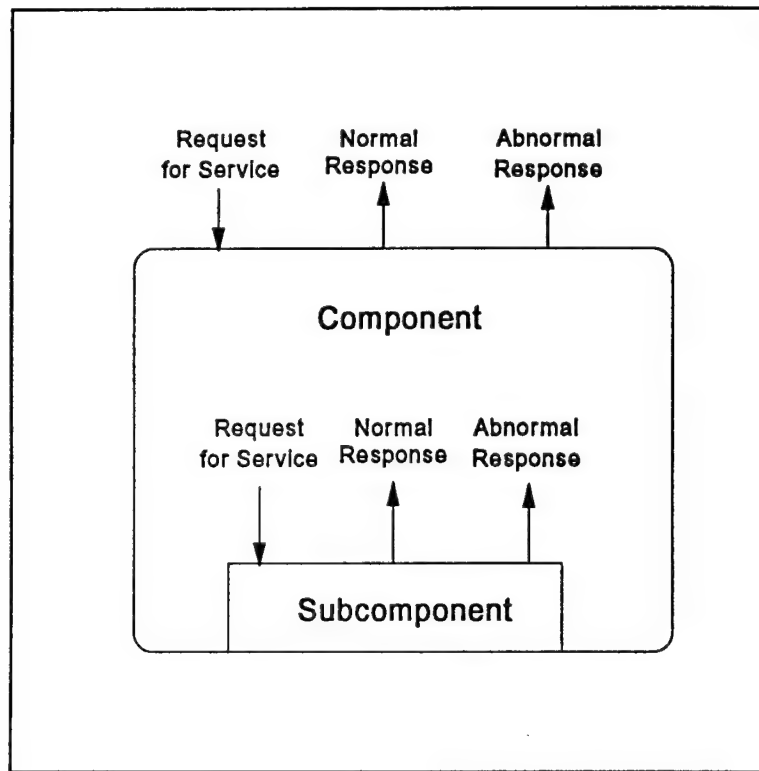 Request
for Service
Normal
Response
Abnormal
Response
Component
Request
for Service
Normal
Response
Abnormal
Response
Subcomponent